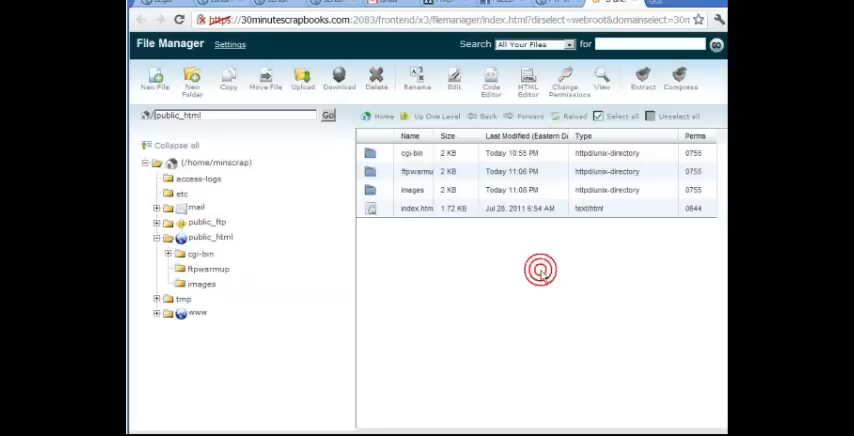 https://30minutescrapbooks.com:2083/frontend/x3/filemanager/index.html?dirselect=webroot&domainselect=30m
File Manager Settings Search All Your Files for Go
New File New Folder Copy Move File Upload Download Delete Rename Edit Code Editor HTML Editor Change Permissions View Extract Compress
/public_html Go Home Up One Level Back Forward Reload Select all Unselect all
Name Size Last Modified (Eastern Da Type Perms
Collapse all
cgi-bin 2 KB Today 10:55 PM httpd/unix-directory 0755
(/home/minscrap)
ftpwarmu 2 KB Today 11:06 PM httpd/unix-directory 0755
access-logs
images 2 KB Today 11:08 PM httpd/unix-directory 0755
etc
index.htm 1.72 KB Jul 28, 2011 6:54 AM text/html 0644
mail
public_ftp
public_html
cgi-bin
ftpwarmup
images
tmp
www